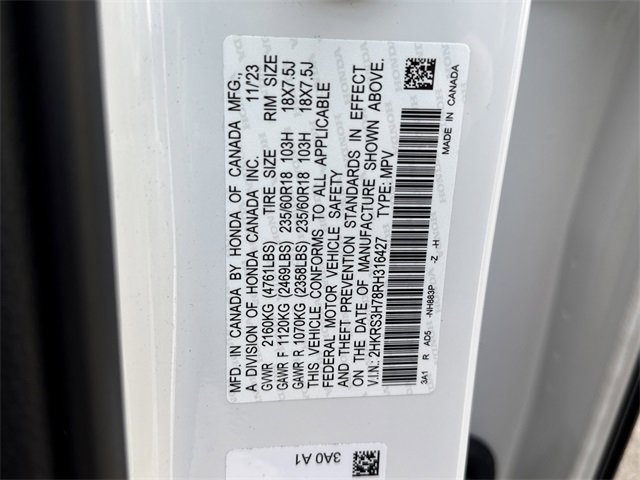 MFD. IN CANADA BY HONDA OF CANADA MFG.,
A DIVISION OF HONDA CANADA INC. 11/23
GVWR 2160KG (4761LBS) TIRE SIZE RIM SIZE
GAWR F 1120KG (2469LBS) 235/60R18 103H 18X7.5J
GAWR R 1070KG (2358LBS) 235/60R18 103H 18X7.5J
THIS VEHICLE CONFORMS TO ALL APPLICABLE
FEDERAL MOTOR VEHICLE SAFETY
AND THEFT PREVENTION STANDARDS IN EFFECT
ON THE DATE OF MANUFACTURE SHOWN ABOVE.
V.I.N.: 2HKRS3H78RH316427 TYPE: MPV
3A1 R AD5 -NH883P -Z -H
MADE IN CANADA
3A0 A1